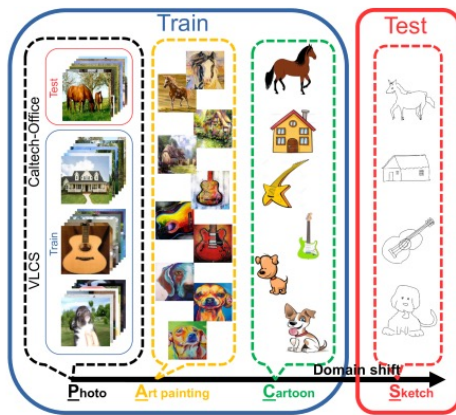 Train
Test
Test
Caltech-Office
Train
VLCS
Domain shift
Photo
Art painting
Cartoon
Sketch